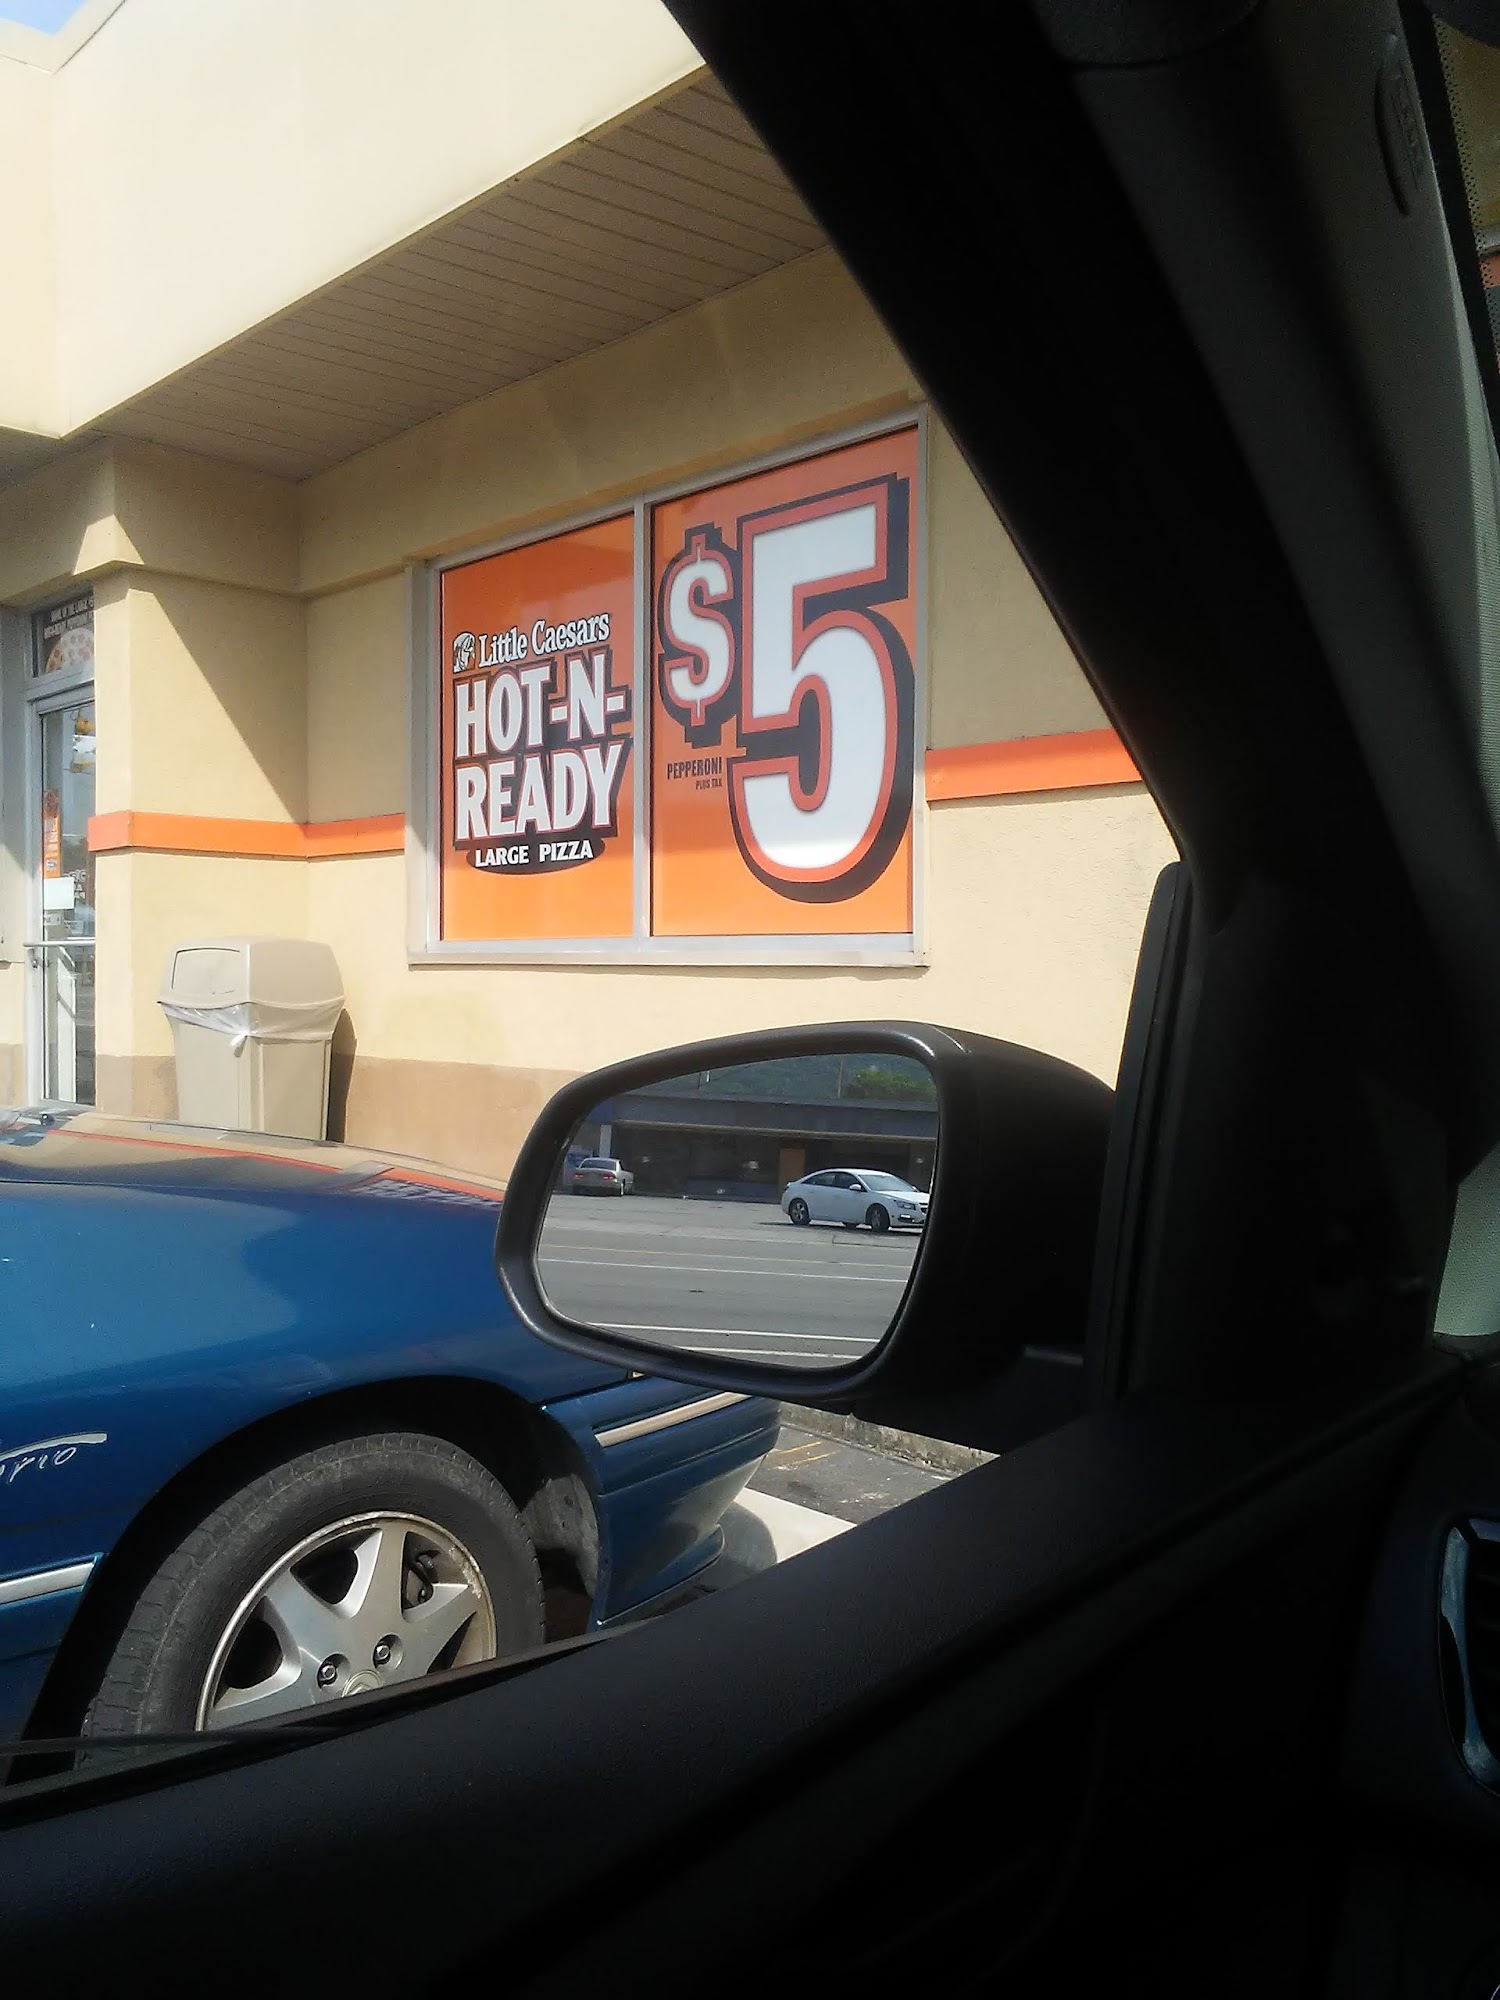 Little Caesars
HOT-N-
READY
LARGE PIZZA
$5
PEPPERONI
PLUS TAX